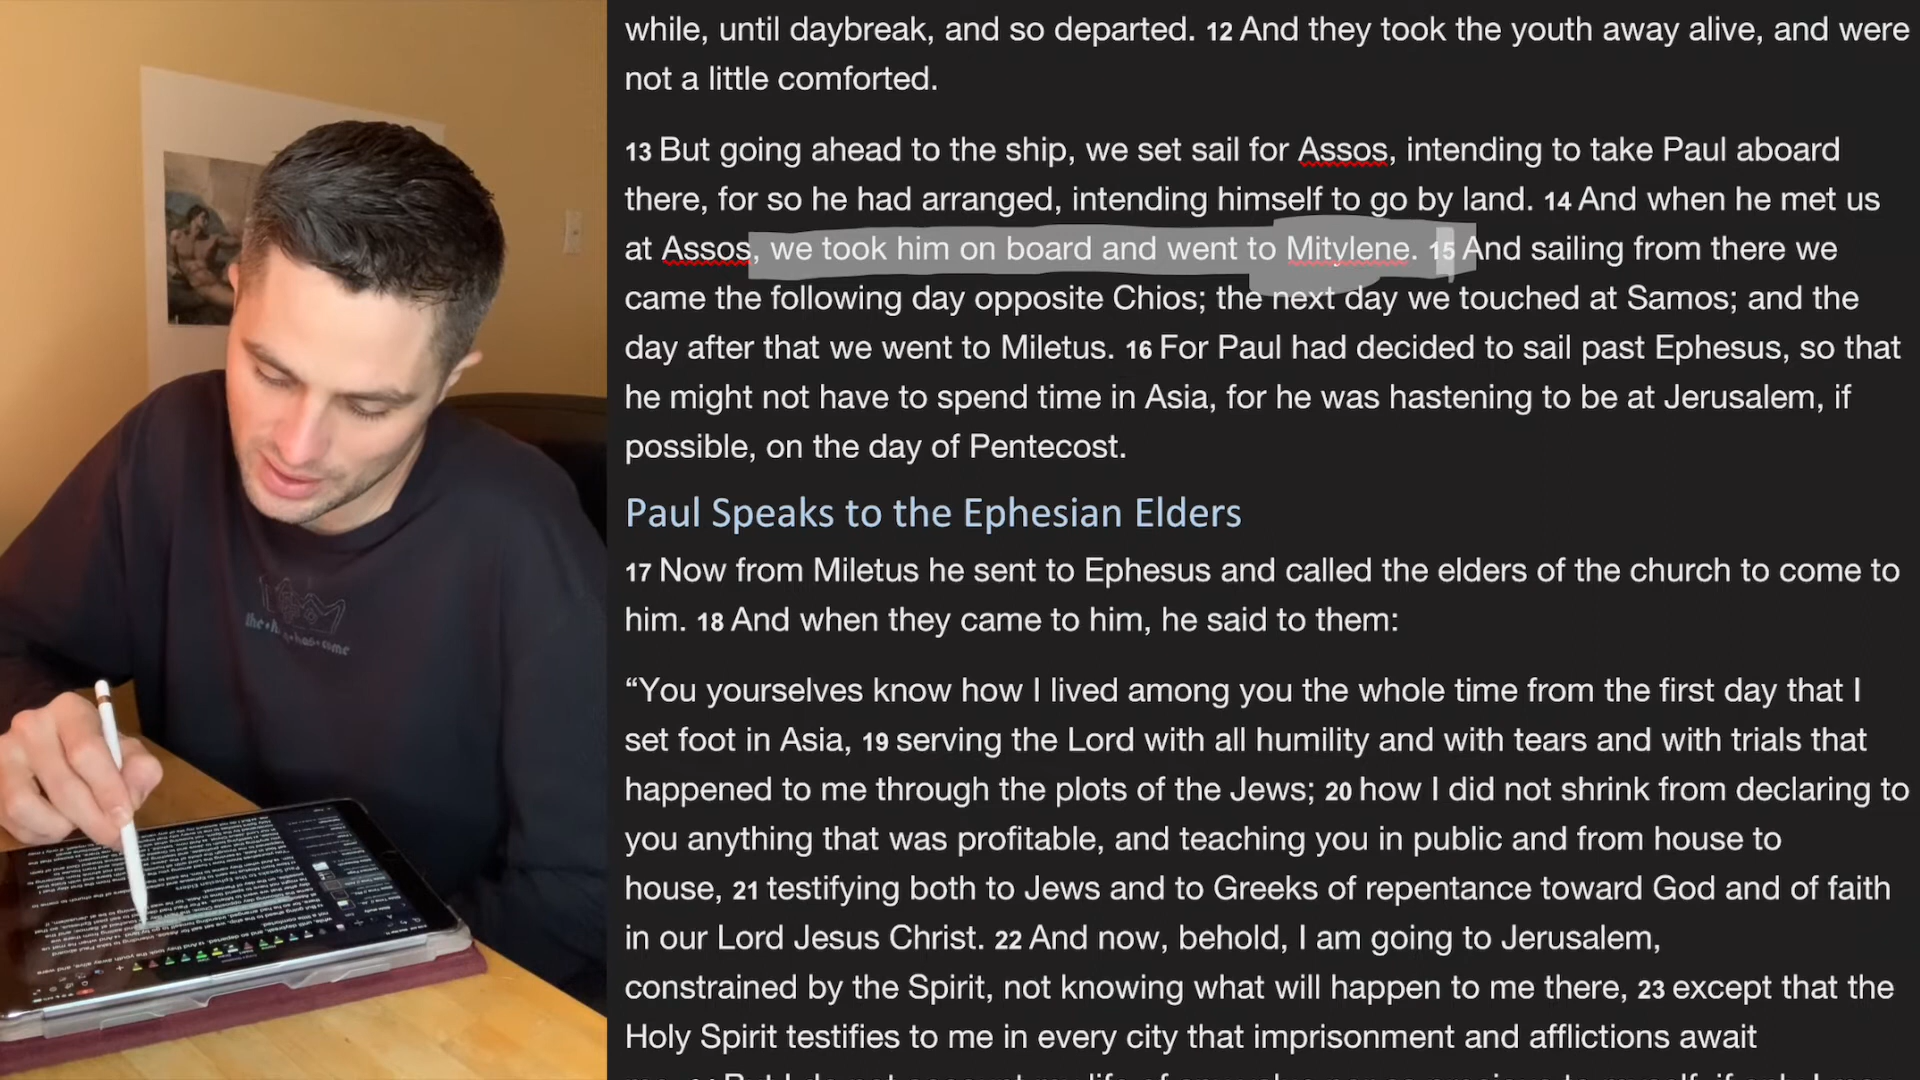 while, until daybreak, and so departed. 12 And they took the youth away alive, and were
not a little comforted.
13 But going ahead to the ship, we set sail for Assos, intending to take Paul aboard
there, for so he had arranged, intending himself to go by land. 14 And when he met us
at Assos, we took him on board and went to Mitylene. 15 And sailing from there we
came the following day opposite Chios; the next day we touched at Samos; and the
day after that we went to Miletus. 16 For Paul had decided to sail past Ephesus, so that
he might not have to spend time in Asia, for he was hastening to be at Jerusalem, if
possible, on the day of Pentecost.
Paul Speaks to the Ephesian Elders
17 Now from Miletus he sent to Ephesus and called the elders of the church to come to
him. 18 And when they came to him, he said to them:
“You yourselves know how I lived among you the whole time from the first day that I
set foot in Asia, 19 serving the Lord with all humility and with tears and with trials that
happened to me through the plots of the Jews; 20 how I did not shrink from declaring to
you anything that was profitable, and teaching you in public and from house to
house, 21 testifying both to Jews and to Greeks of repentance toward God and of faith
in our Lord Jesus Christ. 22 And now, behold, I am going to Jerusalem,
constrained by the Spirit, not knowing what will happen to me there, 23 except that the
Holy Spirit testifies to me in every city that imprisonment and afflictions await